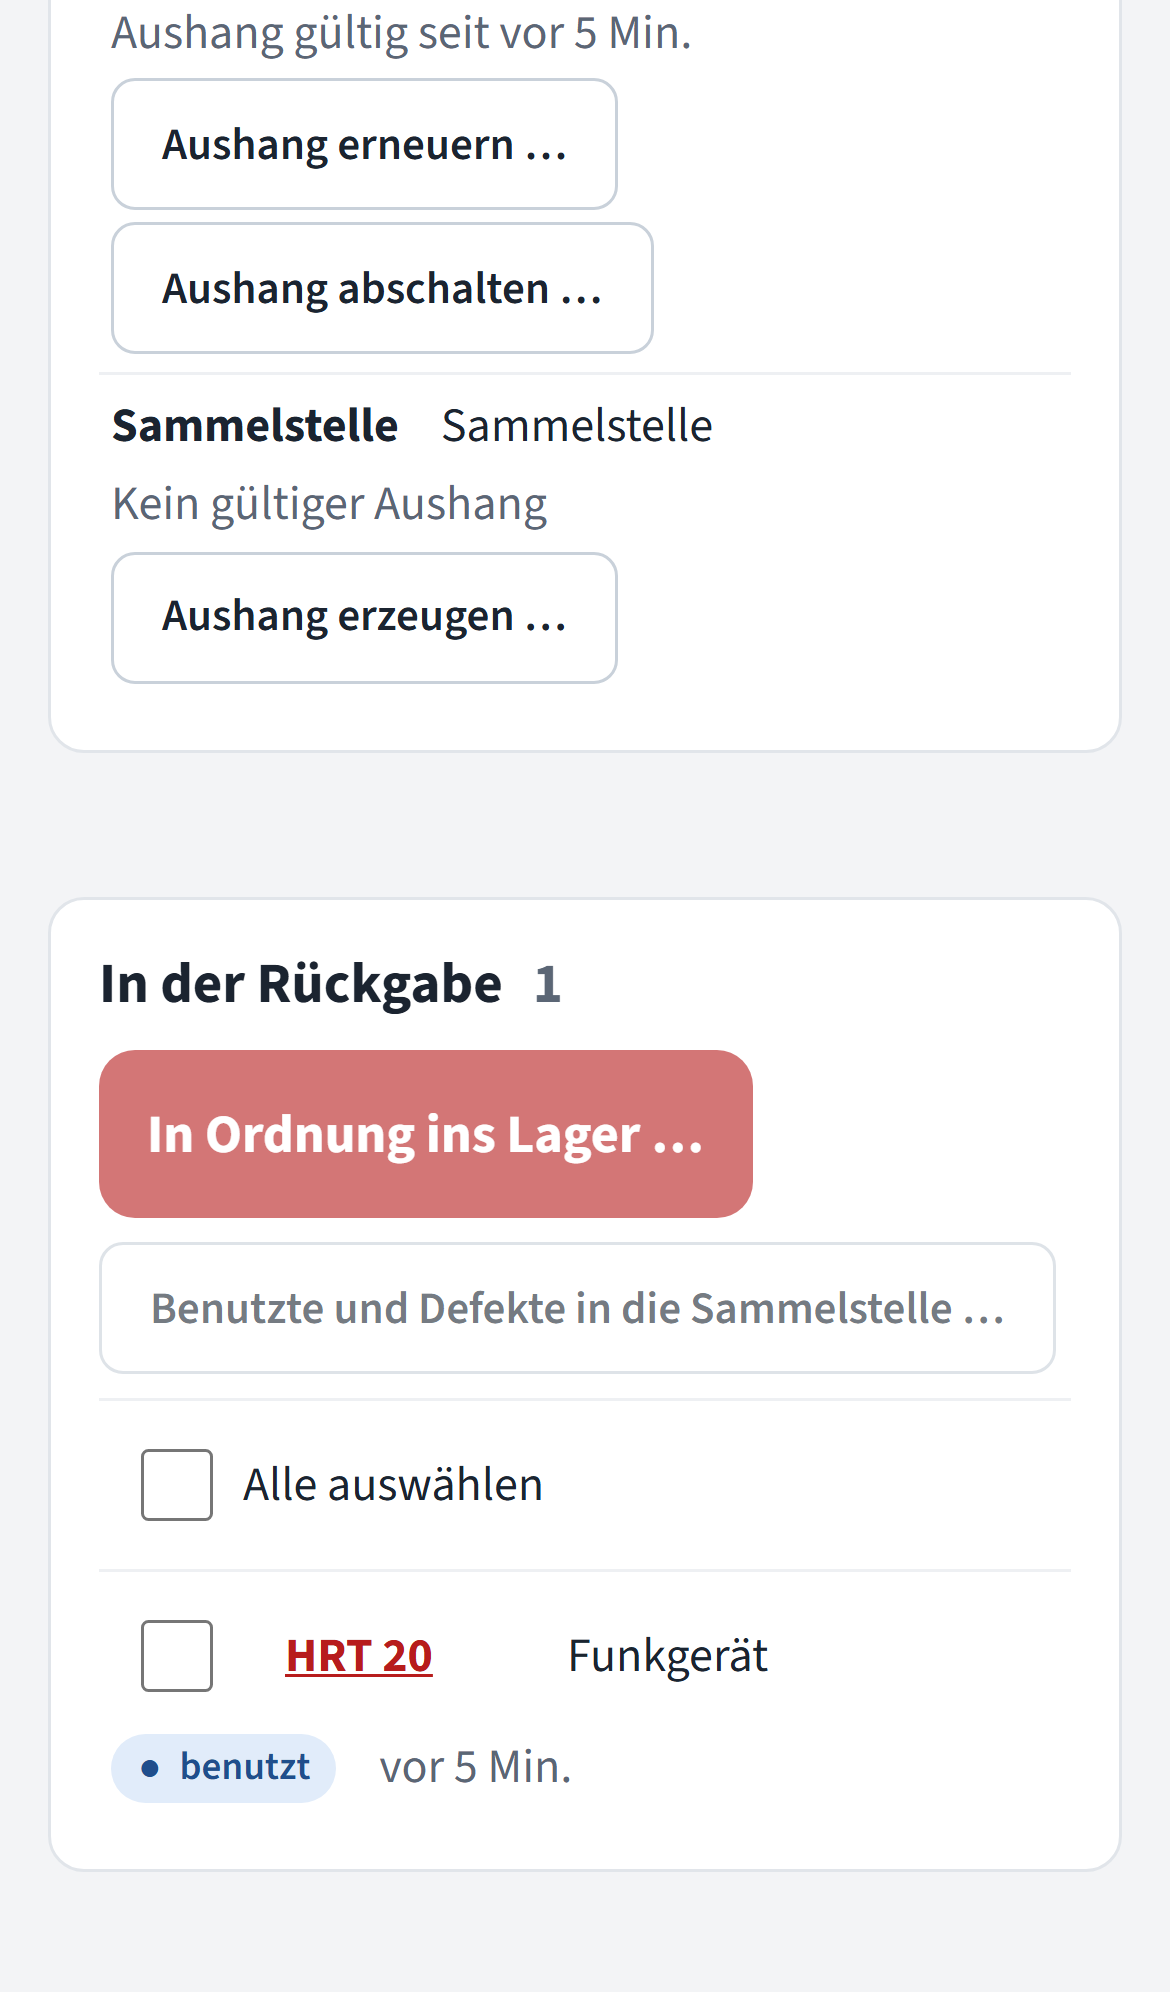 Aushang gültig seit vor 5 Min.
Aushang erneuern …
Aushang abschalten …
Sammelstelle Sammelstelle
Kein gültiger Aushang
Aushang erzeugen …
In der Rückgabe 1
In Ordnung ins Lager …
Benutzte und Defekte in die Sammelstelle …
Alle auswählen
HRT 20 Funkgerät
benutzt vor 5 Min.